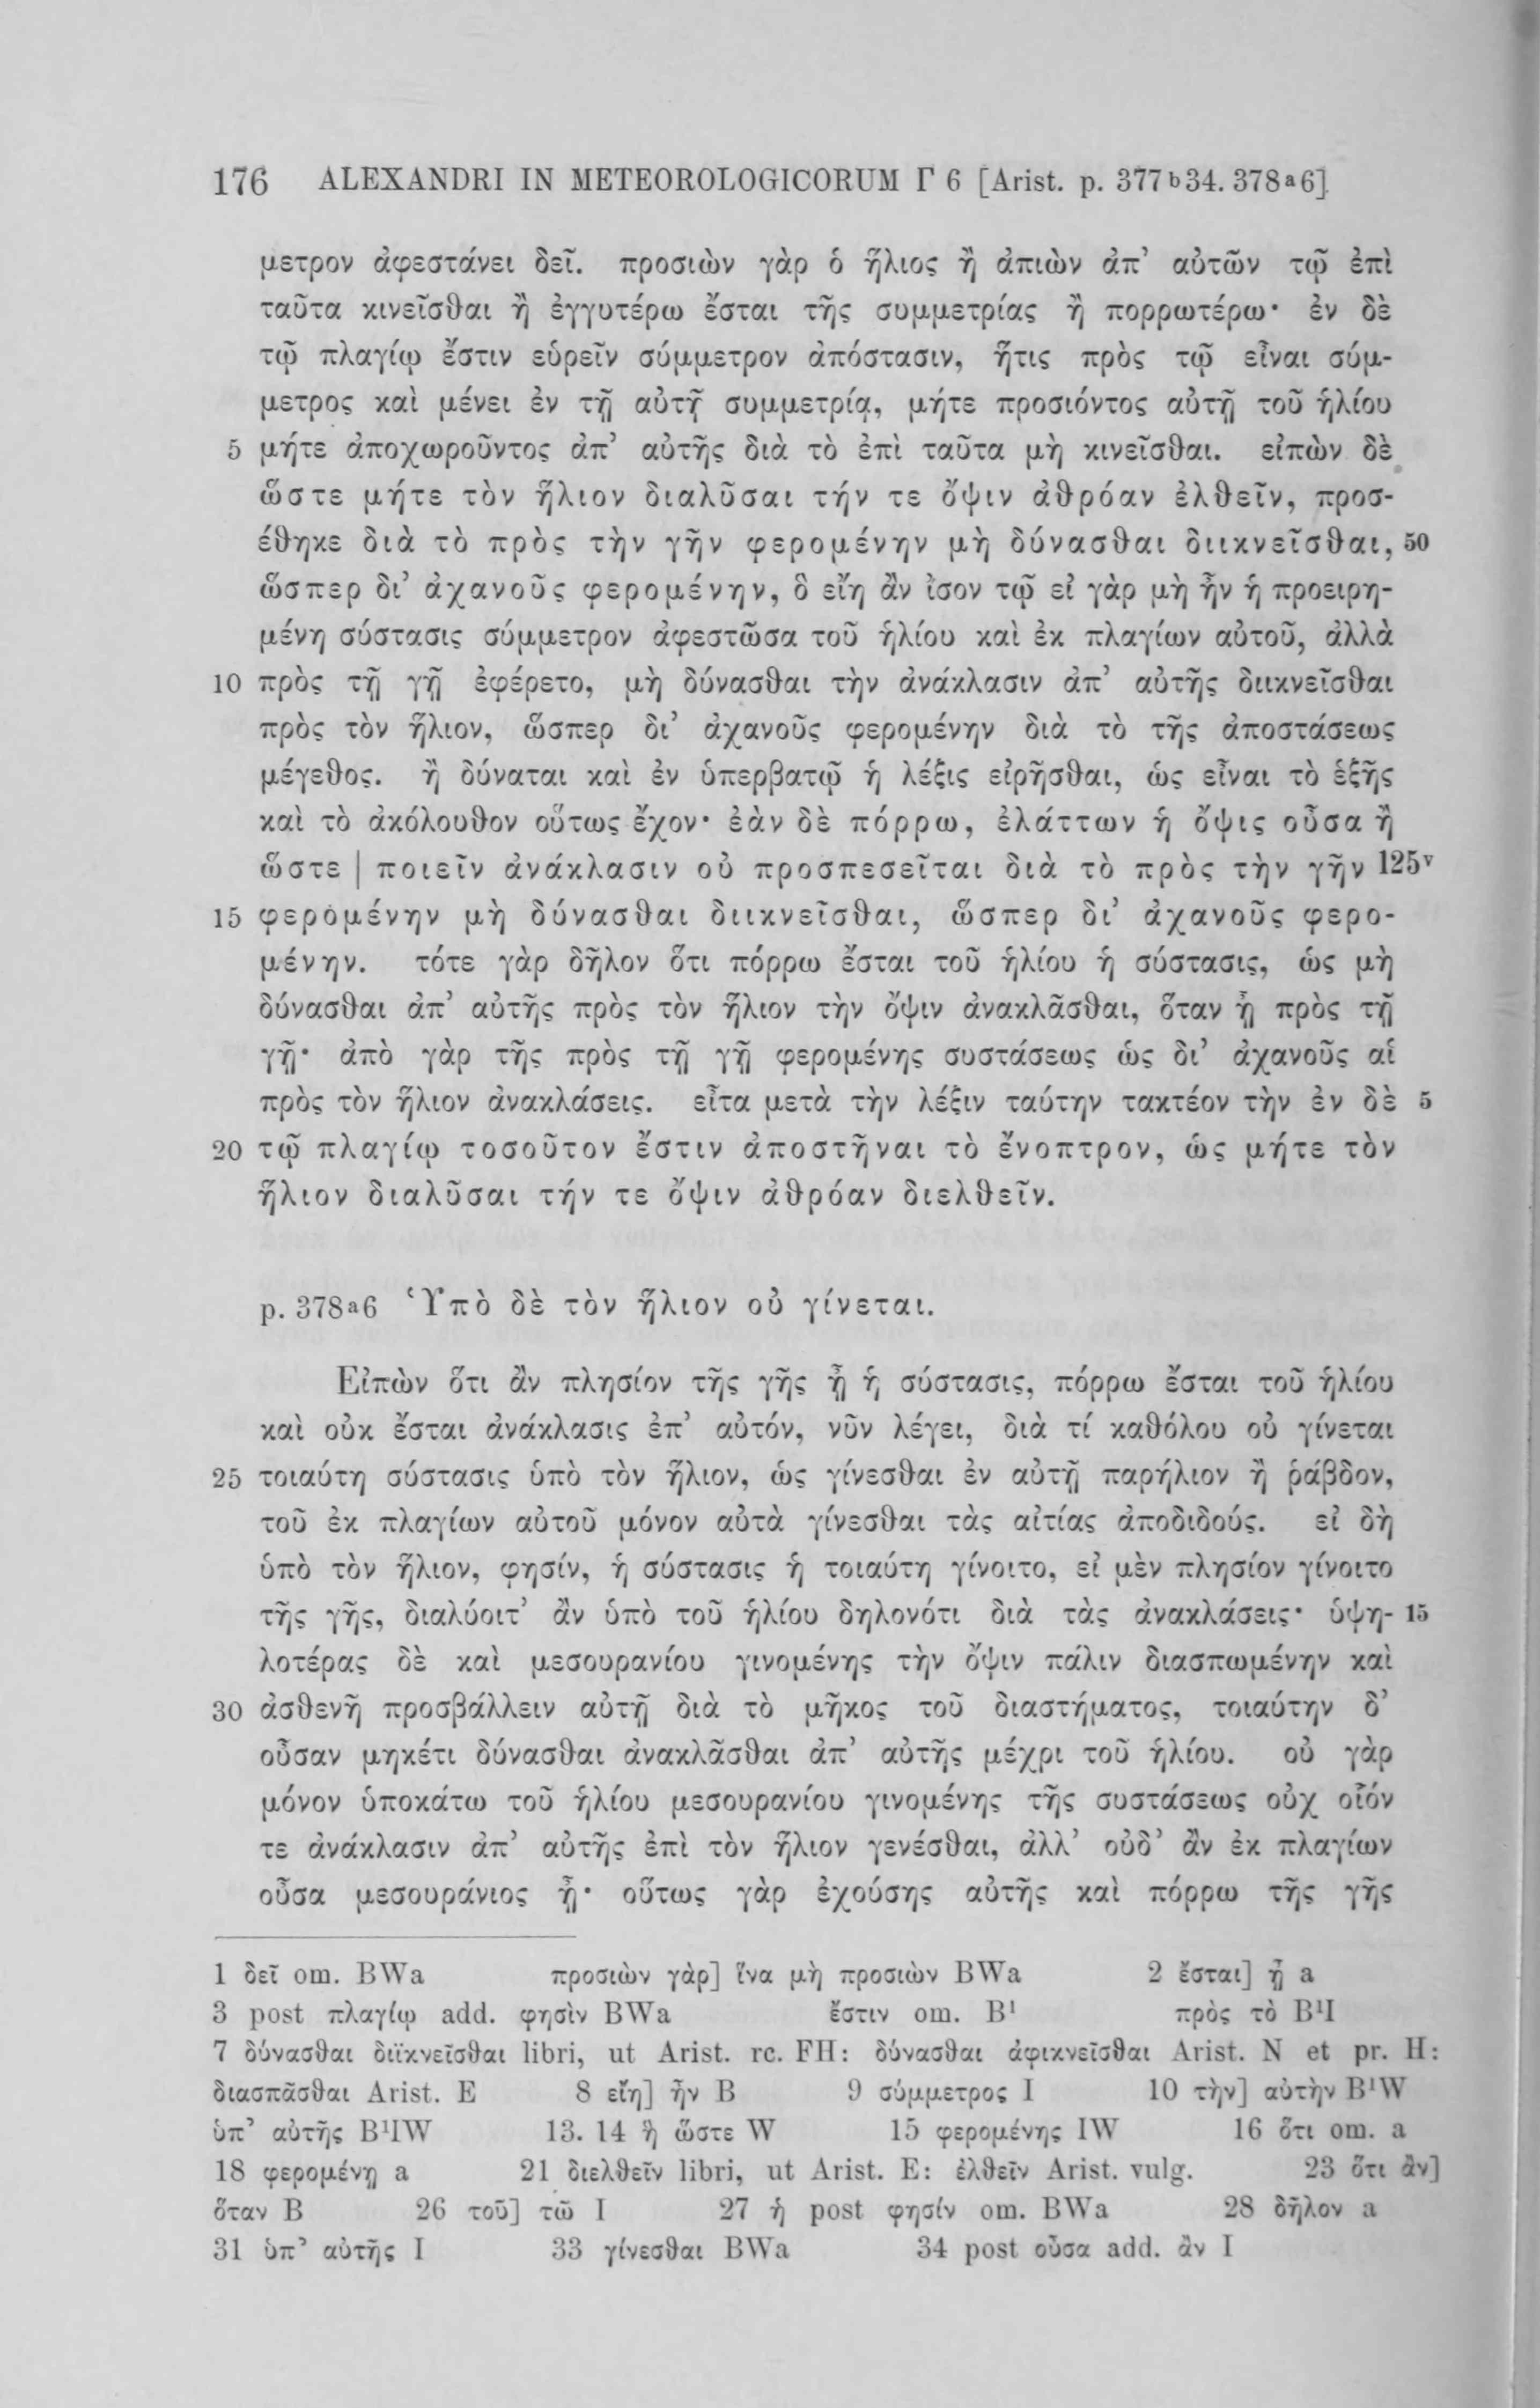 176 ALEXANDRI IN METEOROLOGICORUM Γ 6 [Arist. p. 377b34. 378a6]
μετρον ἀφεστάνει δεῖ. προσιὼν γὰρ ὁ ἥλιος ἢ ἀπιὼν ἀπ’ αὐτῶν τῷ ἐπὶ
ταῦτα κινεῖσθαι ἢ ἐγγυτέρω ἔσται τῆς συμμετρίας ἢ πορρωτέρω· ἐν δὲ
τῷ πλαγίῳ ἔστιν εὑρεῖν σύμμετρον ἀπόστασιν, ἥτις πρὸς τῷ εἶναι σύμ-
μετρος καὶ μένει ἐν τῇ αὐτῇ συμμετρίᾳ, μήτε προσιόντος αὐτῇ τοῦ ἡλίου
5 μήτε ἀποχωροῦντος ἀπ’ αὐτῆς διὰ τὸ ἐπὶ ταῦτα μὴ κινεῖσθαι. εἰπὼν δὲ
ὥστε μήτε τὸν ἥλιον διαλῦσαι τήν τε ὄψιν ἀθρόαν ἐλθεῖν, προσ-
έθηκε διὰ τὸ πρὸς τὴν γῆν φερομένην μὴ δύνασθαι διικνεῖσθαι, 50
ὥσπερ δι’ ἀχανοῦς φερομένην, ὃ εἴη ἂν ἴσον τῷ εἰ γὰρ μὴ ἦν ἡ προειρη-
μένη σύστασις σύμμετρον ἀφεστῶσα τοῦ ἡλίου καὶ ἐκ πλαγίων αὐτοῦ, ἀλλὰ
10 πρὸς τῇ γῇ ἐφέρετο, μὴ δύνασθαι τὴν ἀνάκλασιν ἀπ’ αὐτῆς διικνεῖσθαι
πρὸς τὸν ἥλιον, ὥσπερ δι’ ἀχανοῦς φερομένην διὰ τὸ τῆς ἀποστάσεως
μέγεθος. ἢ δύναται καὶ ἐν ὑπερβατῷ ἡ λέξις εἰρῆσθαι, ὡς εἶναι τὸ ἑξῆς
καὶ τὸ ἀκόλουθον οὕτως ἔχον· ἐὰν δὲ πόρρω, ἐλάττων ἡ ὄψις οὖσα ἢ
ὥστε | ποιεῖν ἀνάκλασιν οὐ προσπεσεῖται διὰ τὸ πρὸς τὴν γῆν 125v
15 φερομένην μὴ δύνασθαι διικνεῖσθαι, ὥσπερ δι’ ἀχανοῦς φερο-
μένην. τότε γὰρ δῆλον ὅτι πόρρω ἔσται τοῦ ἡλίου ἡ σύστασις, ὡς μὴ
δύνασθαι ἀπ’ αὐτῆς πρὸς τὸν ἥλιον τὴν ὄψιν ἀνακλᾶσθαι, ὅταν ᾖ πρὸς τῇ
γῇ· ἀπὸ γὰρ τῆς πρὸς τῇ γῇ φερομένης συστάσεως ὡς δι’ ἀχανοῦς αἱ
πρὸς τὸν ἥλιον ἀνακλάσεις. εἶτα μετὰ τὴν λέξιν ταύτην τακτέον τὴν ἐν δὲ 5
20 τῷ πλαγίῳ τοσοῦτον ἔστιν ἀποστῆναι τὸ ἔνοπτρον, ὡς μήτε τὸν
ἥλιον διαλῦσαι τήν τε ὄψιν ἀθρόαν διελθεῖν.
p. 378a6 Ὑπὸ δὲ τὸν ἥλιον οὐ γίνεται.
Εἰπὼν ὅτι ἂν πλησίον τῆς γῆς ᾖ ἡ σύστασις, πόρρω ἔσται τοῦ ἡλίου
καὶ οὐκ ἔσται ἀνάκλασις ἐπ’ αὐτόν, νῦν λέγει, διὰ τί καθόλου οὐ γίνεται
25 τοιαύτη σύστασις ὑπὸ τὸν ἥλιον, ὡς γίνεσθαι ἐν αὐτῇ παρήλιον ἢ ῥάβδον,
τοῦ ἐκ πλαγίων αὐτοῦ μόνον αὐτὰ γίνεσθαι τὰς αἰτίας ἀποδιδούς. εἰ δὴ
ὑπὸ τὸν ἥλιον, φησίν, ἡ σύστασις ἡ τοιαύτη γίνοιτο, εἰ μὲν πλησίον γίνοιτο
τῆς γῆς, διαλύοιτ’ ἂν ὑπὸ τοῦ ἡλίου δηλονότι διὰ τὰς ἀνακλάσεις· ὑψη- 15
λοτέρας δὲ καὶ μεσουρανίου γινομένης τὴν ὄψιν πάλιν διασπωμένην καὶ
30 ἀσθενῆ προσβάλλειν αὐτῇ διὰ τὸ μῆκος τοῦ διαστήματος, τοιαύτην δ’
οὖσαν μηκέτι δύνασθαι ἀνακλᾶσθαι ἀπ’ αὐτῆς μέχρι τοῦ ἡλίου. οὐ γὰρ
μόνον ὑποκάτω τοῦ ἡλίου μεσουρανίου γινομένης τῆς συστάσεως οὐχ οἷόν
τε ἀνάκλασιν ἀπ’ αὐτῆς ἐπὶ τὸν ἥλιον γενέσθαι, ἀλλ’ οὐδ’ ἂν ἐκ πλαγίων
οὖσα μεσουράνιος ᾖ· οὕτως γὰρ ἐχούσης αὐτῆς καὶ πόρρω τῆς γῆς
1 δεῖ om. BWa προσιὼν γὰρ] ἵνα μὴ προσιὼν BWa 2 ἔσται] ᾖ a
3 post πλαγίῳ add. φησὶν BWa ἔστιν om. B¹ πρὸς τὸ B¹I
7 δύνασθαι διϊκνεῖσθαι libri, ut Arist. rc. FH: δύνασθαι ἀφικνεῖσθαι Arist. N et pr. H:
διασπᾶσθαι Arist. E 8 εἴη] ἦν B 9 σύμμετρος I 10 τὴν] αὐτὴν B¹W
ὑπ’ αὐτῆς B¹IW 13. 14 ἢ ὥστε W 15 φερομένης IW 16 ὅτι om. a
18 φερομένῃ a 21 διελθεῖν libri, ut Arist. E: ἐλθεῖν Arist. vulg. 23 ὅτι ἂν]
ὅταν B 26 τοῦ] τῶ I 27 ἡ post φησίν om. BWa 28 δῆλον a
31 ὑπ’ αὐτῆς I 33 γίνεσθαι BWa 34 post οὖσα add. ἂν I